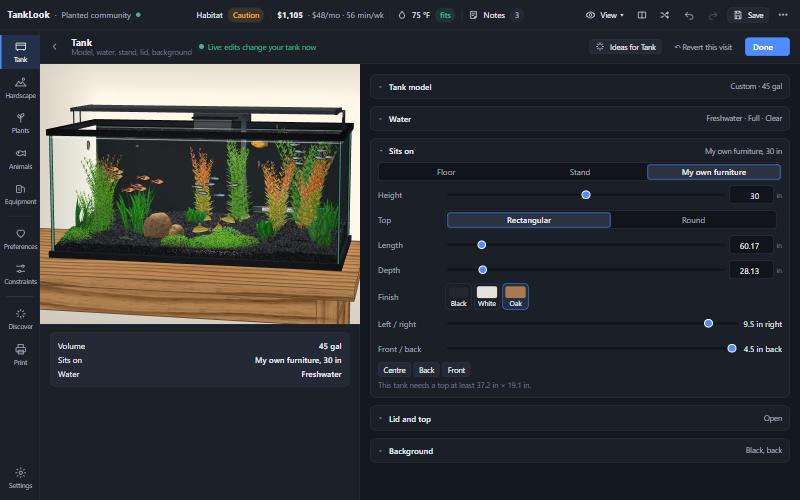 TankLook · Planted community
Habitat Caution $1,105 · $48/mo · 56 min/wk 75 °F fits Notes 3
View Save
Tank
Model, water, stand, lid, background
Live: edits change your tank now
Ideas for Tank Revert this visit Done
Tank
Hardscape
Plants
Animals
Equipment
Preferences
Constraints
Discover
Print
Settings
Volume 45 gal
Sits on My own furniture, 30 in
Water Freshwater
Tank model Custom · 45 gal
Water Freshwater · Full · Clear
Sits on My own furniture, 30 in
Floor Stand My own furniture
Height 30 in
Top Rectangular Round
Length 60.17 in
Depth 28.13 in
Finish Black White Oak
Left / right 9.5 in right
Front / back 4.5 in back
Centre Back Front
This tank needs a top at least 37.2 in × 19.1 in.
Lid and top Open
Background Black, back